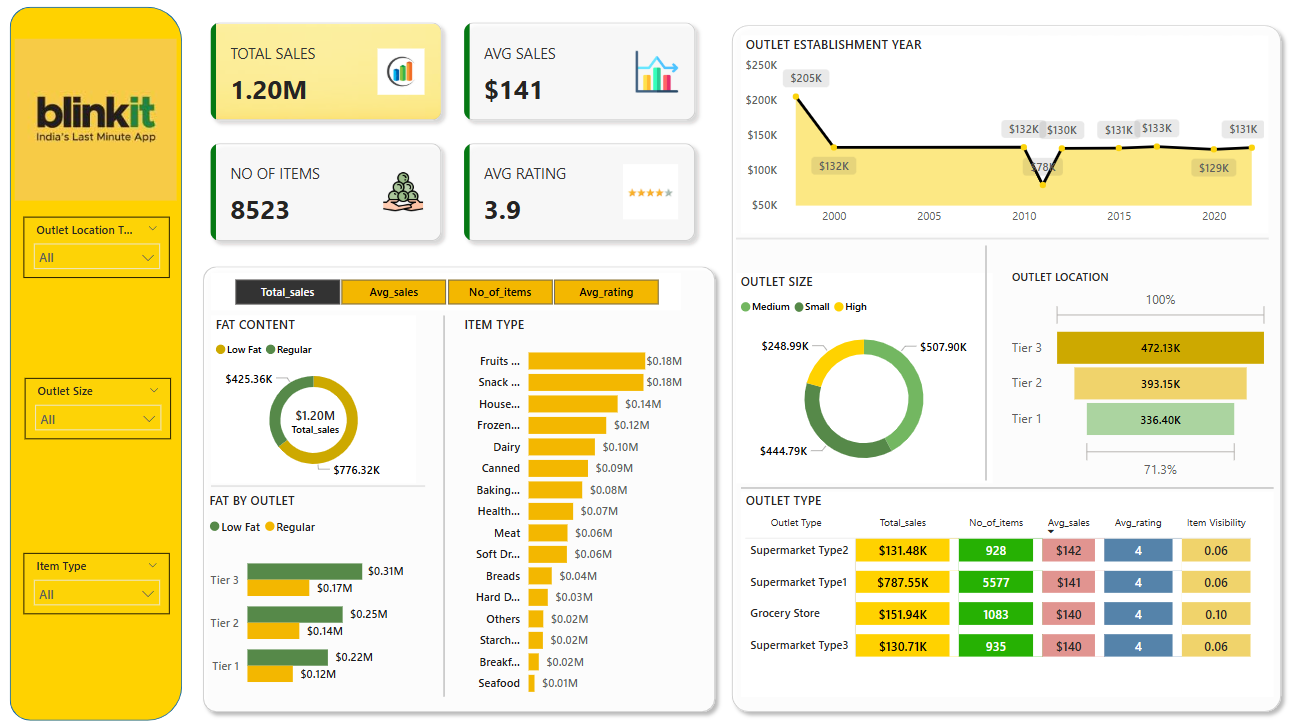 blinkit
India's Last Minute App
Outlet Location T...
All
Outlet Size
All
Item Type
All
TOTAL SALES
1.20M
AVG SALES
$141
NO OF ITEMS
8523
AVG RATING
3.9
Total_sales Avg_sales No_of_items Avg_rating
FAT CONTENT
Low Fat Regular
$425.36K
$1.20M
Total_sales
$776.32K
FAT BY OUTLET
Low Fat Regular
Tier 3 $0.31M
$0.17M
Tier 2 $0.25M
$0.14M
Tier 1 $0.22M
$0.12M
ITEM TYPE
Fruits ... $0.18M
Snack ... $0.18M
House... $0.14M
Frozen... $0.12M
Dairy $0.10M
Canned $0.09M
Baking... $0.08M
Health... $0.07M
Meat $0.06M
Soft Dr... $0.06M
Breads $0.04M
Hard D... $0.03M
Others $0.02M
Starch... $0.02M
Breakf... $0.02M
Seafood $0.01M
OUTLET ESTABLISHMENT YEAR
$250K
$200K
$150K
$100K
$50K
$205K
$132K
$132K
$78K
$130K
$131K
$133K
$129K
$131K
2000 2005 2010 2015 2020
OUTLET SIZE
Medium Small High
$248.99K
$507.90K
$444.79K
OUTLET LOCATION
100%
Tier 3 472.13K
Tier 2 393.15K
Tier 1 336.40K
71.3%
OUTLET TYPE
Outlet Type Total_sales No_of_items Avg_sales Avg_rating Item Visibility
Supermarket Type2 $131.48K 928 $142 4 0.06
Supermarket Type1 $787.55K 5577 $141 4 0.06
Grocery Store $151.94K 1083 $140 4 0.10
Supermarket Type3 $130.71K 935 $140 4 0.06